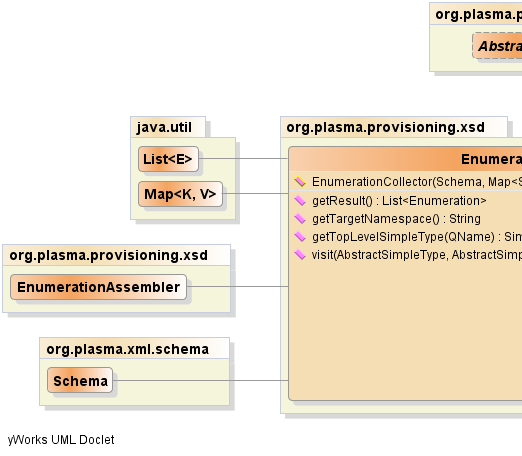 org.plasma.p
Abstra
java.util
List<E>
Map<K, V>
org.plasma.provisioning.xsd
Enumera
EnumerationCollector(Schema, Map<S
getResult() : List<Enumeration>
getTargetNamespace() : String
getTopLevelSimpleType(QName) : Sim
visit(AbstractSimpleType, AbstractSimp
org.plasma.provisioning.xsd
EnumerationAssembler
org.plasma.xml.schema
Schema
yWorks UML Doclet